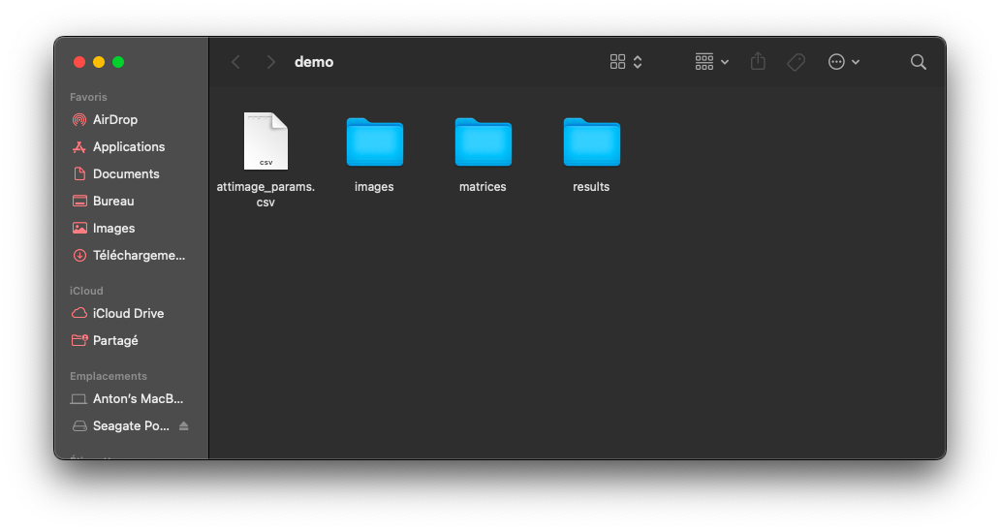 demo
Favoris
AirDrop
Applications
Documents
Bureau
Images
Téléchargeme...
iCloud
iCloud Drive
Partagé
Emplacements
Anton's MacB...
Seagate Po...
csv
attimage_params.
csv
images
matrices
results